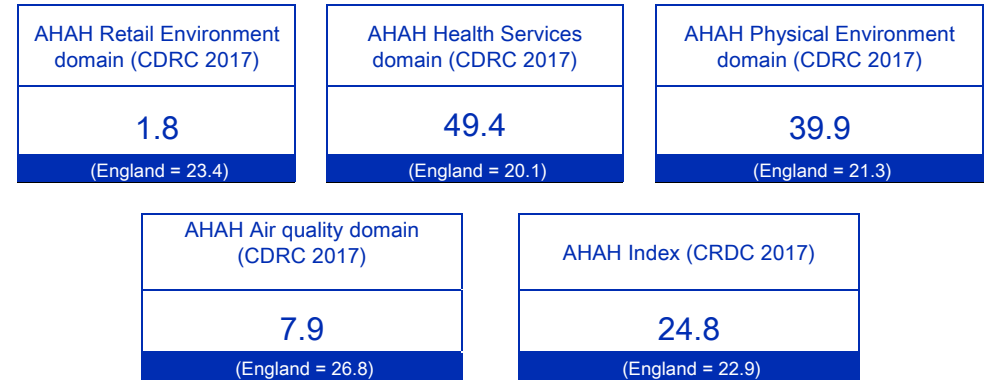 AHAH Retail Environment
domain (CDRC 2017)
1.8
(England = 23.4)
AHAH Health Services
domain (CDRC 2017)
49.4
(England = 20.1)
AHAH Physical Environment
domain (CDRC 2017)
39.9
(England = 21.3)
AHAH Air quality domain
(CDRC 2017)
7.9
(England = 26.8)
AHAH Index (CRDC 2017)
24.8
(England = 22.9)